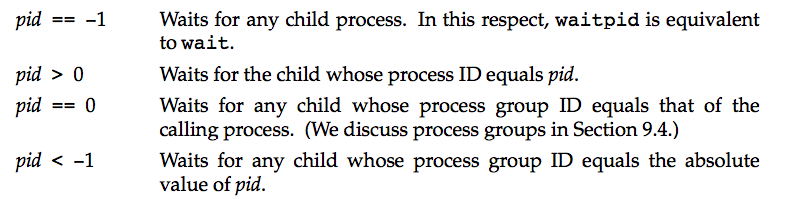 pid == −1 Waits for any child process. In this respect, waitpid is equivalent
to wait.
pid > 0 Waits for the child whose process ID equals pid.
pid == 0 Waits for any child whose process group ID equals that of the
calling process. (We discuss process groups in Section 9.4.)
pid < −1 Waits for any child whose process group ID equals the absolute
value of pid.